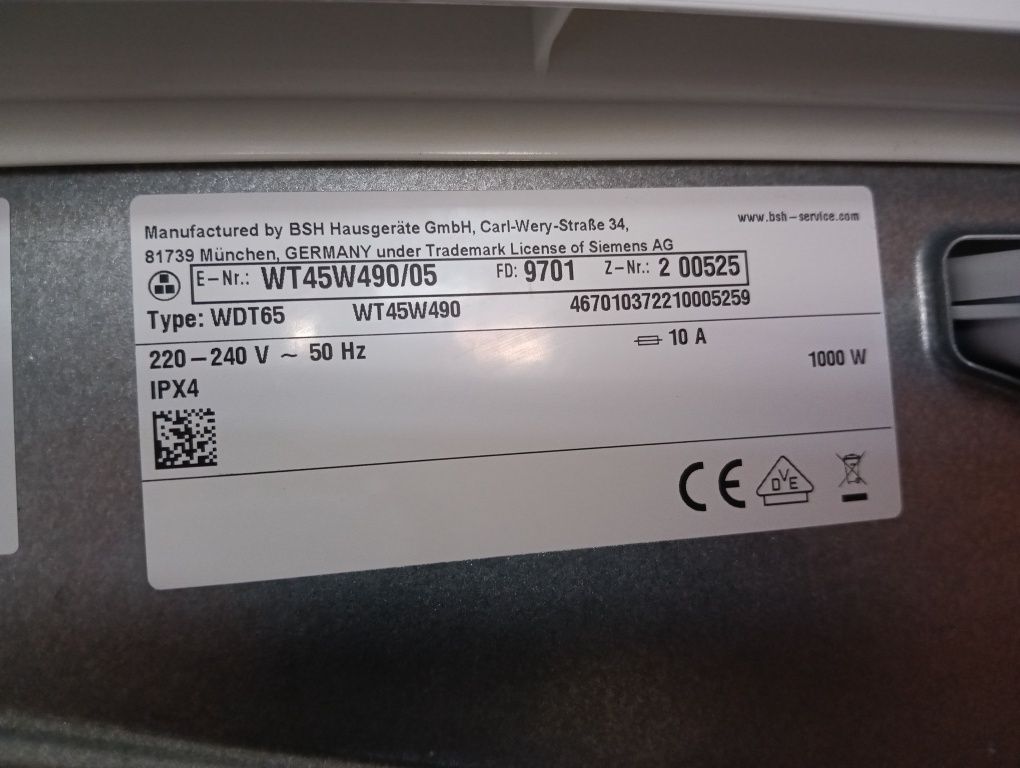 Manufactured by BSH Hausgeräte GmbH, Carl-Wery-Straße 34,
www.bsh-service.com
81739 München, GERMANY under Trademark License of Siemens AG
E-Nr.: WT45W490/05 FD: 9701 Z-Nr.: 2 00525
Type: WDT65 WT45W490 467010372210005259
220-240 V ~ 50 Hz 10 A
1000 W
IPX4
CE DVE